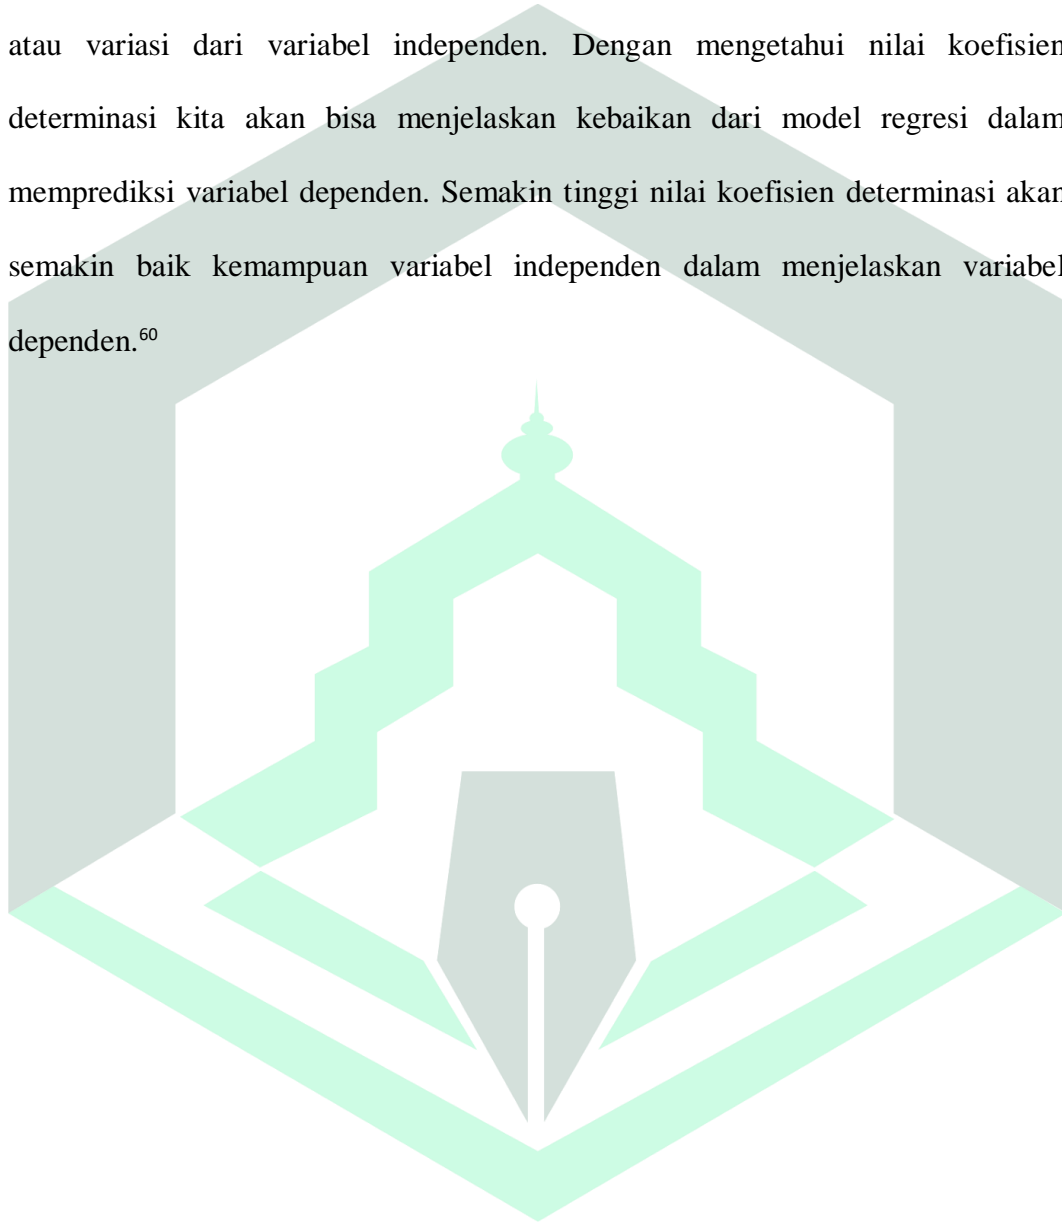 atau variasi dari variabel independen. Dengan mengetahui nilai koefisien
determinasi kita akan bisa menjelaskan kebaikan dari model regresi dalam
memprediksi variabel dependen. Semakin tinggi nilai koefisien determinasi akan
semakin baik kemampuan variabel independen dalam menjelaskan variabel
dependen.⁶⁰